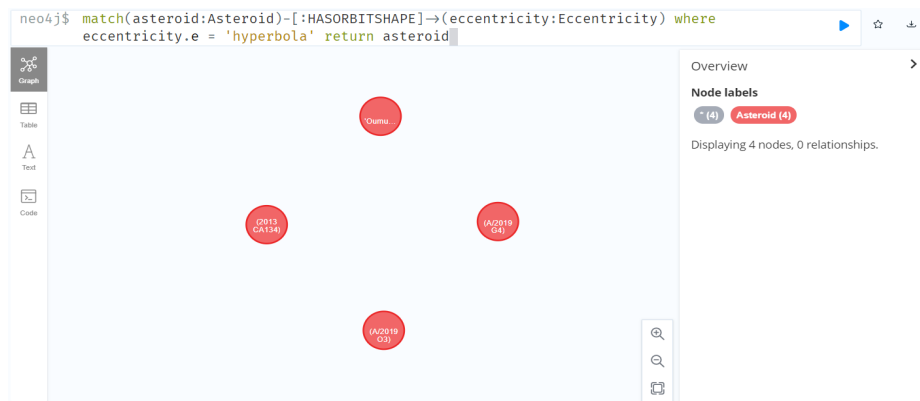 neo4j$ match(asteroid:Asteroid)-[:HASORBITSHAPE]→(eccentricity:Eccentricity) where
eccentricity.e = 'hyperbola' return asteroid
Graph
Table
A
Text
Code
'Oumu...
(2013
CA134)
(A/2019
G4)
(A/2019
O3)
Overview
Node labels
* (4) Asteroid (4)
Displaying 4 nodes, 0 relationships.